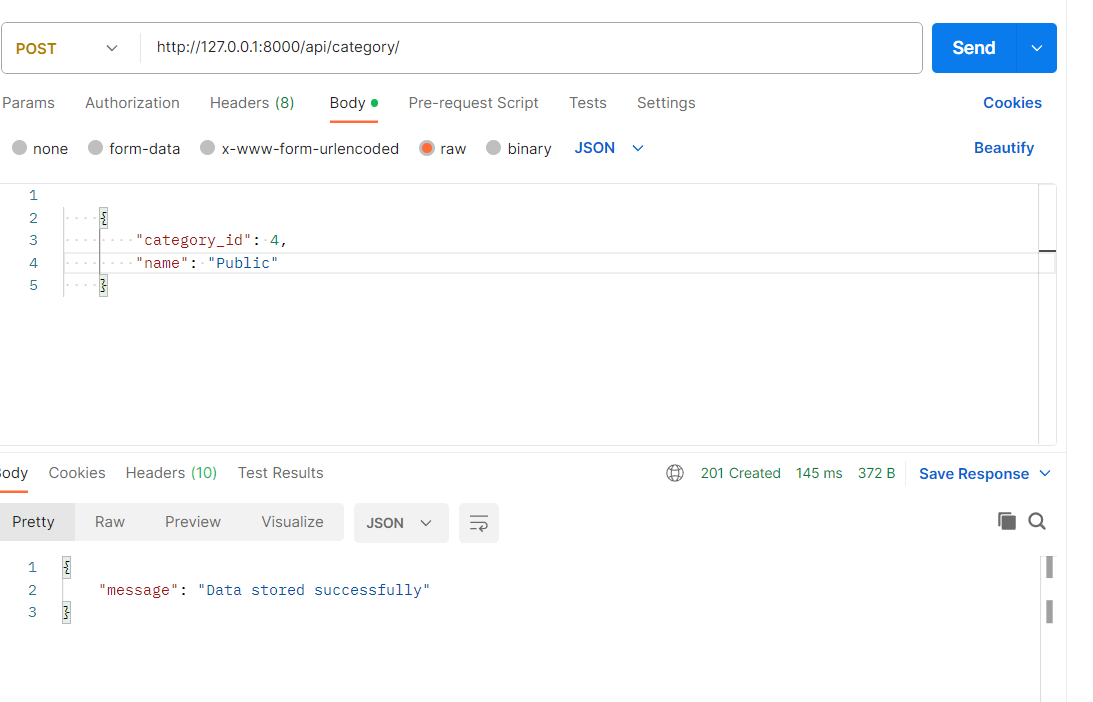 POST http://127.0.0.1:8000/api/category/ Send
Params Authorization Headers (8) Body Pre-request Script Tests Settings Cookies
none form-data x-www-form-urlencoded raw binary JSON Beautify
1
2 {
3 "category_id": 4,
4 "name": "Public"
5 }
Body Cookies Headers (10) Test Results 201 Created 145 ms 372 B Save Response
Pretty Raw Preview Visualize JSON
1 {
2 "message": "Data stored successfully"
3 }